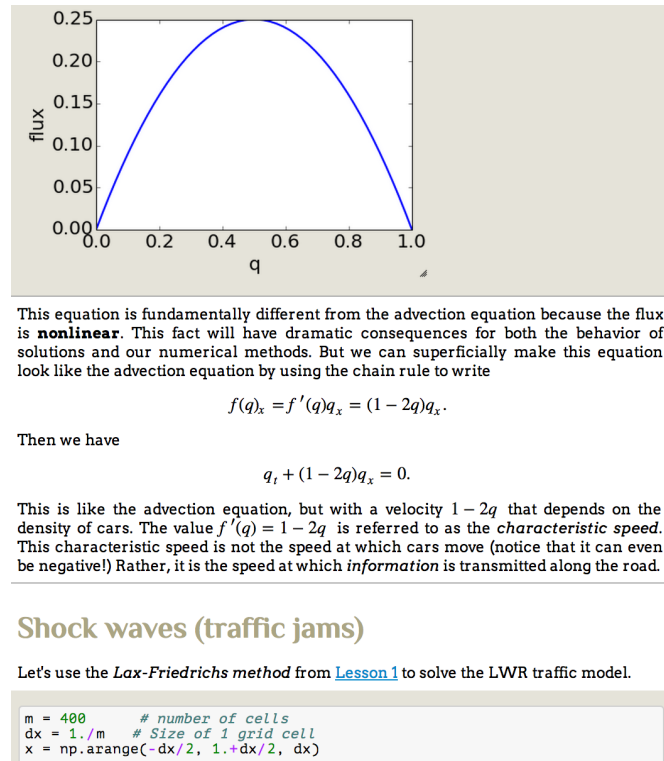 0.25
0.20
0.15
0.10
0.05
0.00
flux
0.0 0.2 0.4 0.6 0.8 1.0
q
This equation is fundamentally different from the advection equation because the flux
is nonlinear. This fact will have dramatic consequences for both the behavior of
solutions and our numerical methods. But we can superficially make this equation
look like the advection equation by using the chain rule to write
f(q)ₓ = f′(q)qₓ = (1 − 2q)qₓ.
Then we have
qₜ + (1 − 2q)qₓ = 0.
This is like the advection equation, but with a velocity 1 − 2q that depends on the
density of cars. The value f′(q) = 1 − 2q is referred to as the characteristic speed.
This characteristic speed is not the speed at which cars move (notice that it can even
be negative!) Rather, it is the speed at which information is transmitted along the road.
Shock waves (traffic jams)
Let's use the Lax-Friedrichs method from Lesson 1 to solve the LWR traffic model.
m = 400 # number of cells
dx = 1./m # Size of 1 grid cell
x = np.arange(-dx/2, 1.+dx/2, dx)